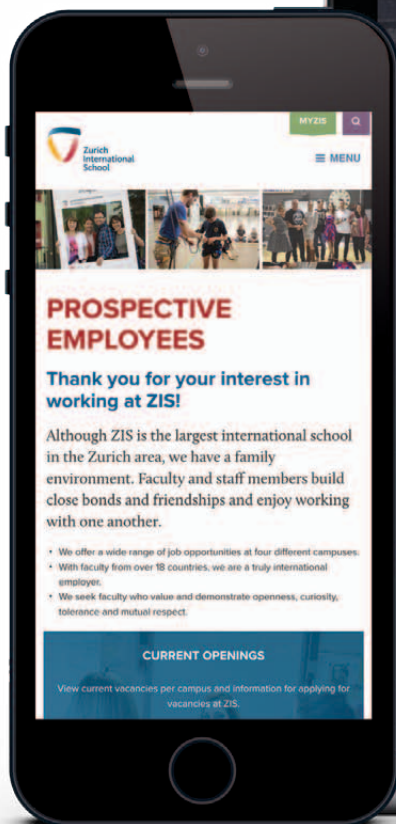 MYZIS
Zurich
International
School
MENU
PROSPECTIVE
EMPLOYEES
Thank you for your interest in
working at ZIS!
Although ZIS is the largest international school
in the Zurich area, we have a family
environment. Faculty and staff members build
close bonds and friendships and enjoy working
with one another.
• We offer a wide range of job opportunities at four different campuses.
• With faculty from over 18 countries, we are a truly international
employer.
• We seek faculty who value and demonstrate openness, curiosity,
tolerance and mutual respect.
CURRENT OPENINGS
View current vacancies per campus and information for applying for
vacancies at ZIS.